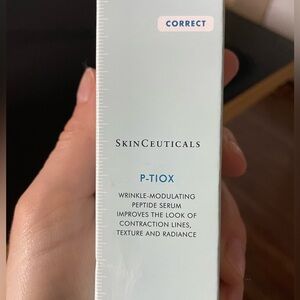 CORRECT
SKINCEUTICALS
P-TIOX
WRINKLE-MODULATING
PEPTIDE SERUM
IMPROVES THE LOOK OF
CONTRACTION LINES,
TEXTURE AND RADIANCE